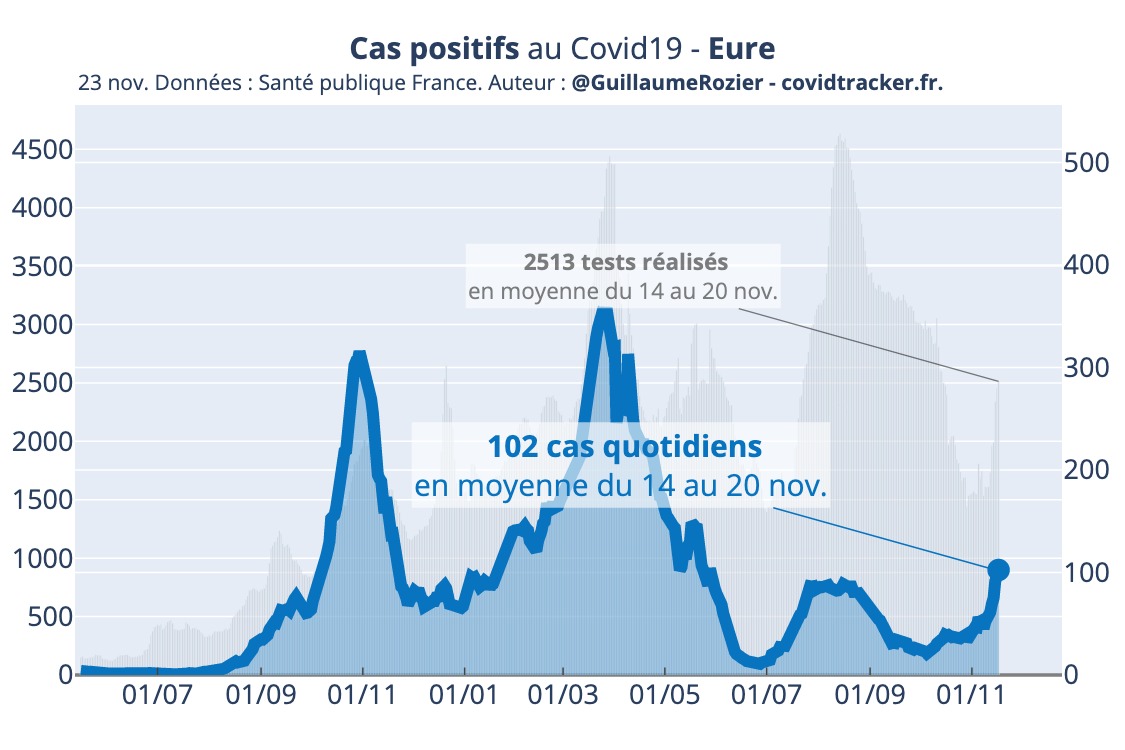 Cas positifs au Covid19 - Eure
23 nov. Données : Santé publique France. Auteur : @GuillaumeRozier - covidtracker.fr.
4500
4000
3500
3000
2500
2000
1500
1000
500
0
500
400
300
200
100
0
2513 tests réalisés
en moyenne du 14 au 20 nov.
102 cas quotidiens
en moyenne du 14 au 20 nov.
01/07 01/09 01/11 01/01 01/03 01/05 01/07 01/09 01/11